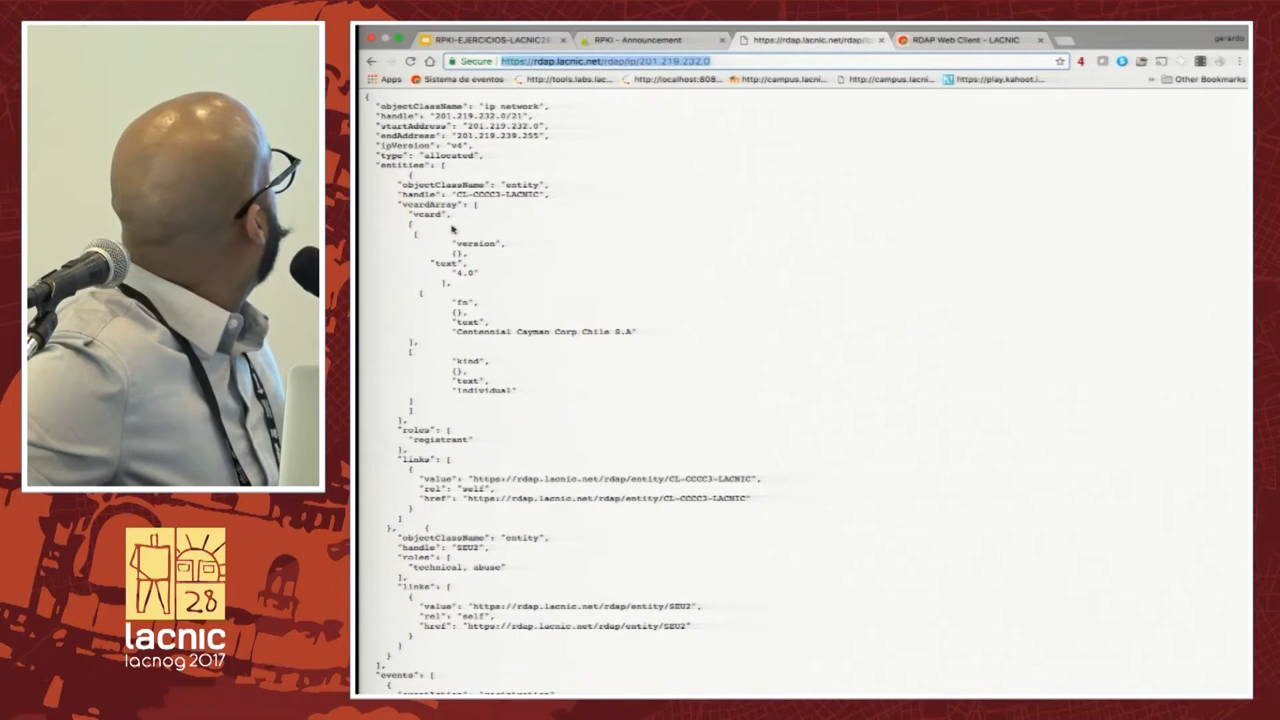 RPKI-EJERCICIOS-LACNIC28
RPKI - Announcement
https://rdap.lacnic.net/rdap/
RDAP Web Client - LACNIC
gerardo
Secure
https://rdap.lacnic.net/rdap/ip/201.219.232.0
4
Apps
Sistema de eventos
http://tools.labs.lac...
http://localhost:808...
http://campus.lacni...
http://campus.lacni...
https://play.kahoot.i...
Other Bookmarks
{
"objectClassName": "ip network",
"handle": "201.219.232.0/21",
"startAddress": "201.219.232.0",
"endAddress": "201.219.239.255",
"ipVersion": "v4",
"type": "allocated",
"entities": [
{
"objectClassName": "entity",
"handle": "CL-CCCC3-LACNIC",
"vcardArray": [
"vcard",
[
[
"version",
{},
"text",
"4.0"
],
[
"fn",
{},
"text",
"Centennial Cayman Corp Chile S.A"
],
[
"kind",
{},
"text",
"individual"
]
]
],
"roles": [
"registrant"
],
"links": [
{
"value": "https://rdap.lacnic.net/rdap/entity/CL-CCCC3-LACNIC",
"rel": "self",
"href": "https://rdap.lacnic.net/rdap/entity/CL-CCCC3-LACNIC"
}
]
}, {
"objectClassName": "entity",
"handle": "SEU2",
"roles": [
"technical, abuse"
],
"links": [
{
"value": "https://rdap.lacnic.net/rdap/entity/SEU2",
"rel": "self",
"href": "https://rdap.lacnic.net/rdap/entity/SEU2"
}
]
}
],
"events": [
{
28
lacnic
lacnog 2017